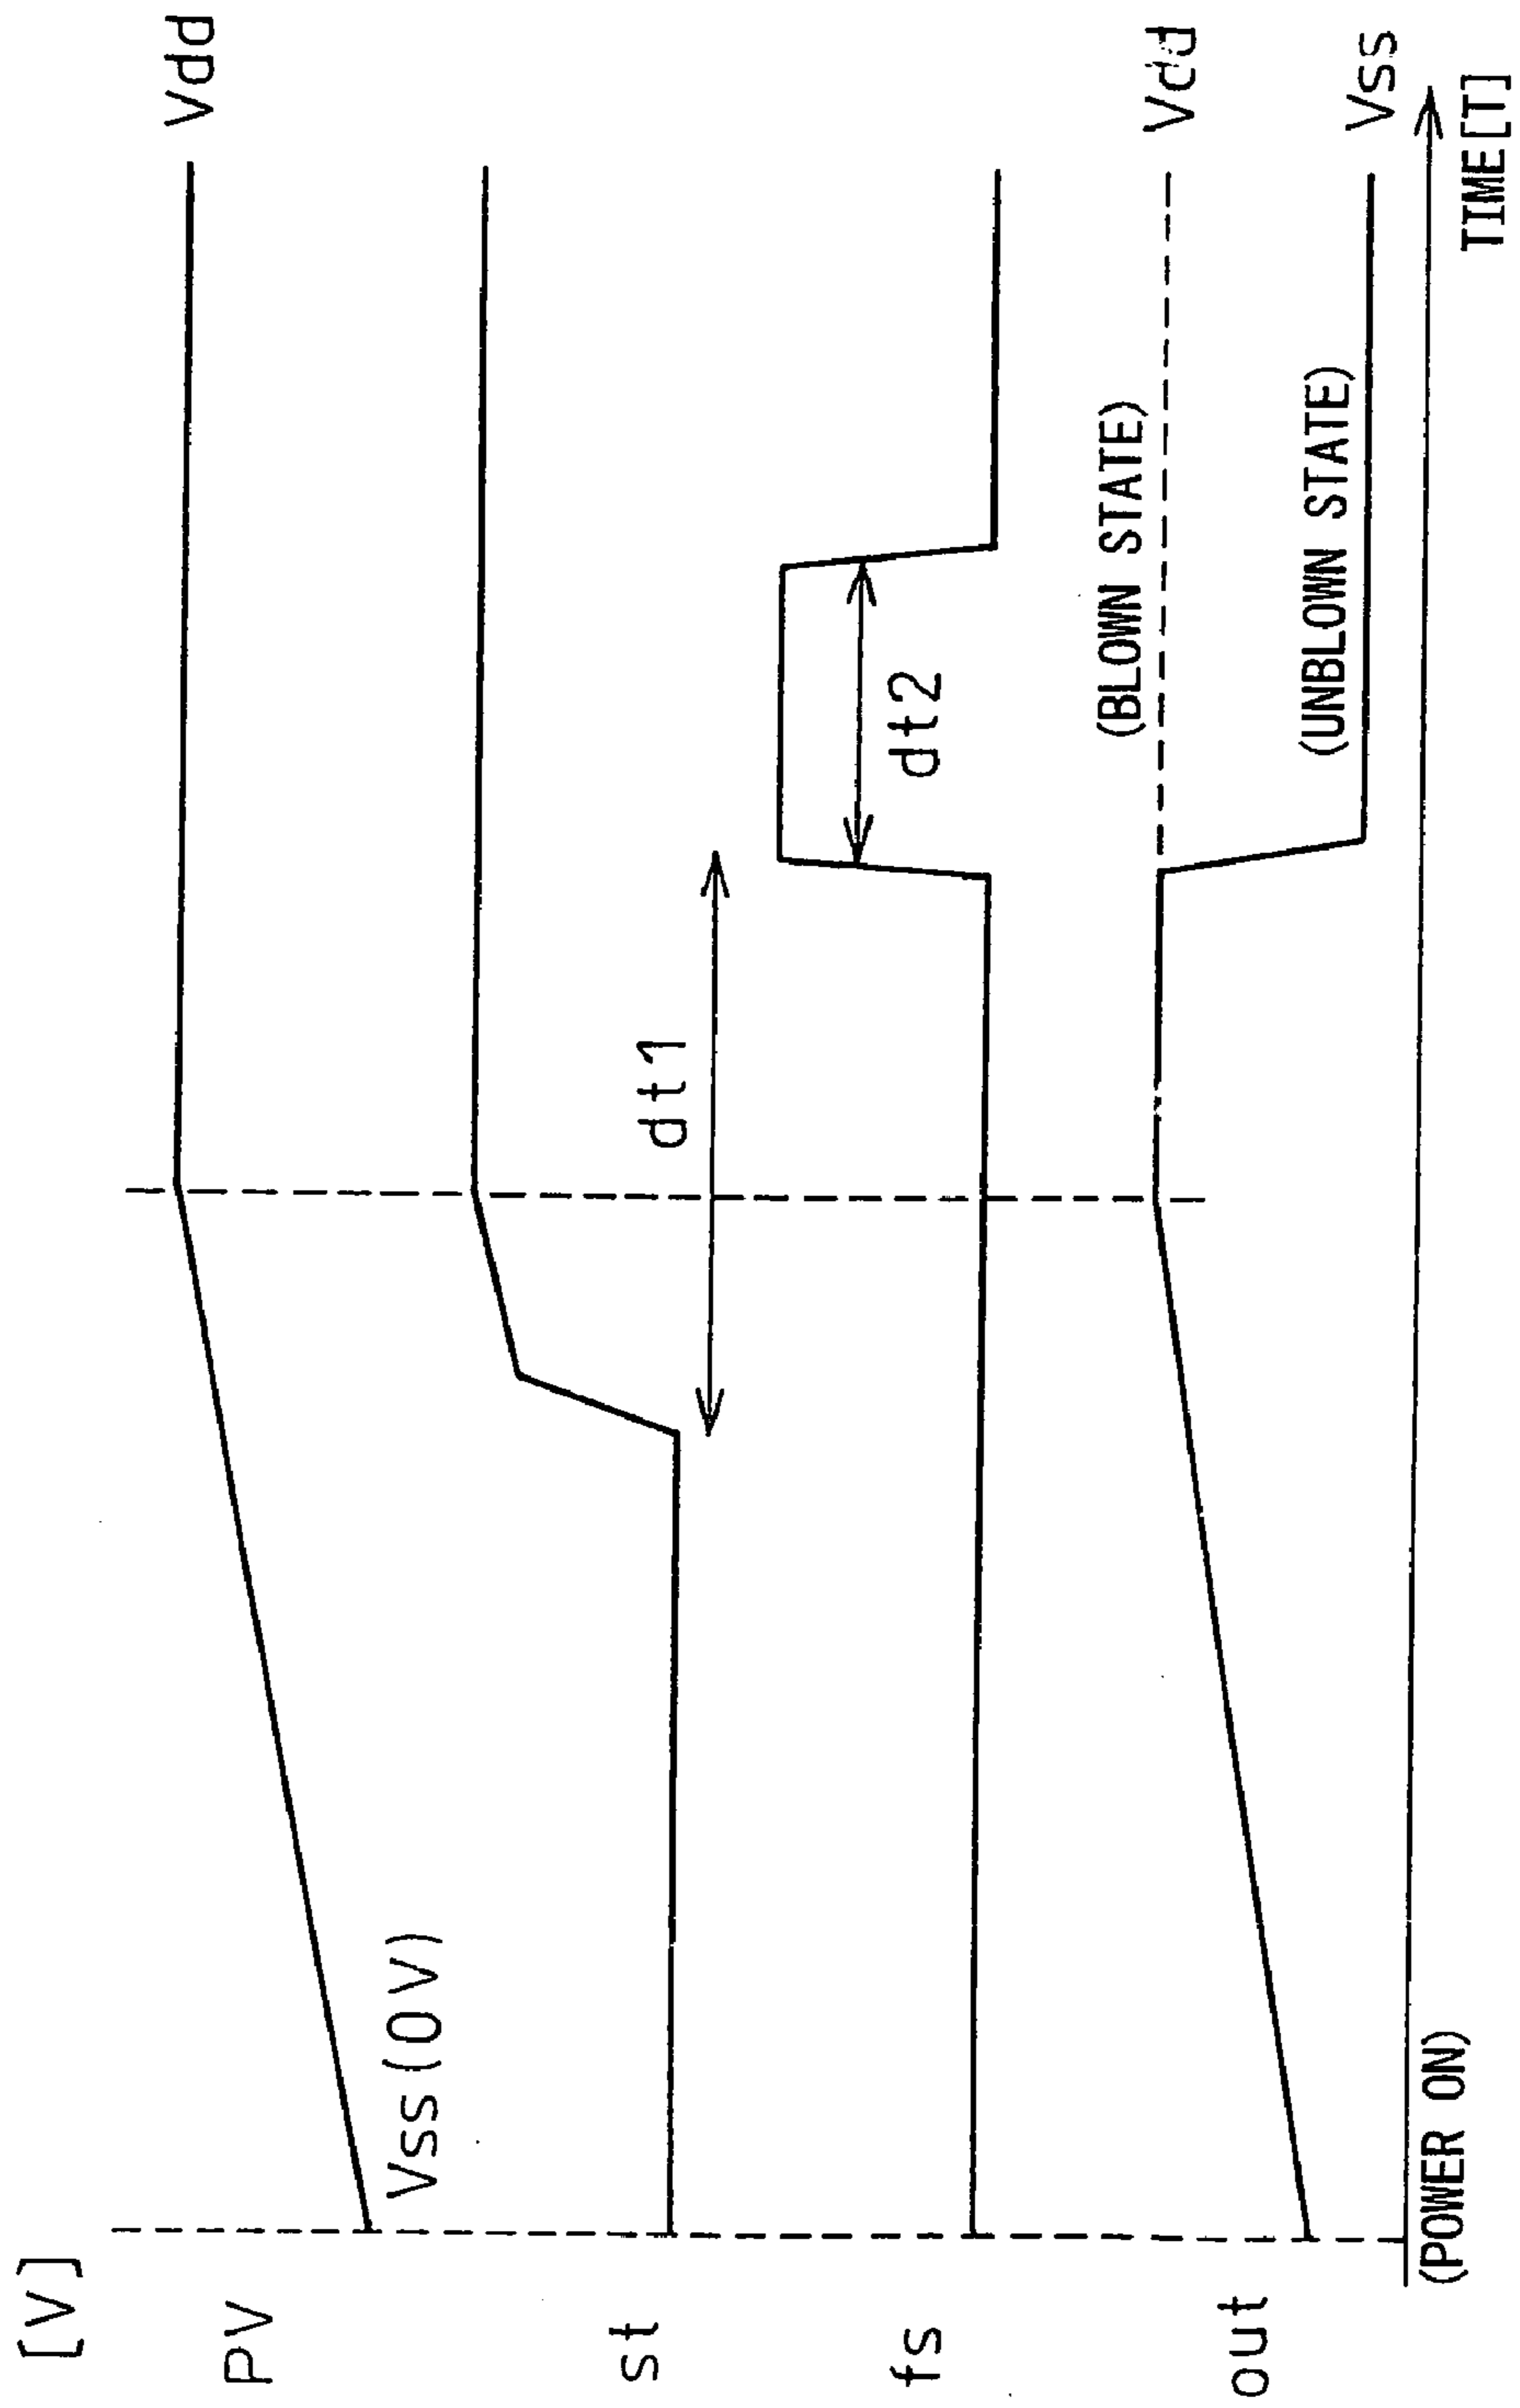 [V]
PV
Vdd
Vss(0V)
st
dt1
fs
dt2
out
(BLOWN STATE)
Vdd
(UNBLOWN STATE)
Vss
(POWER ON)
TIME[T]